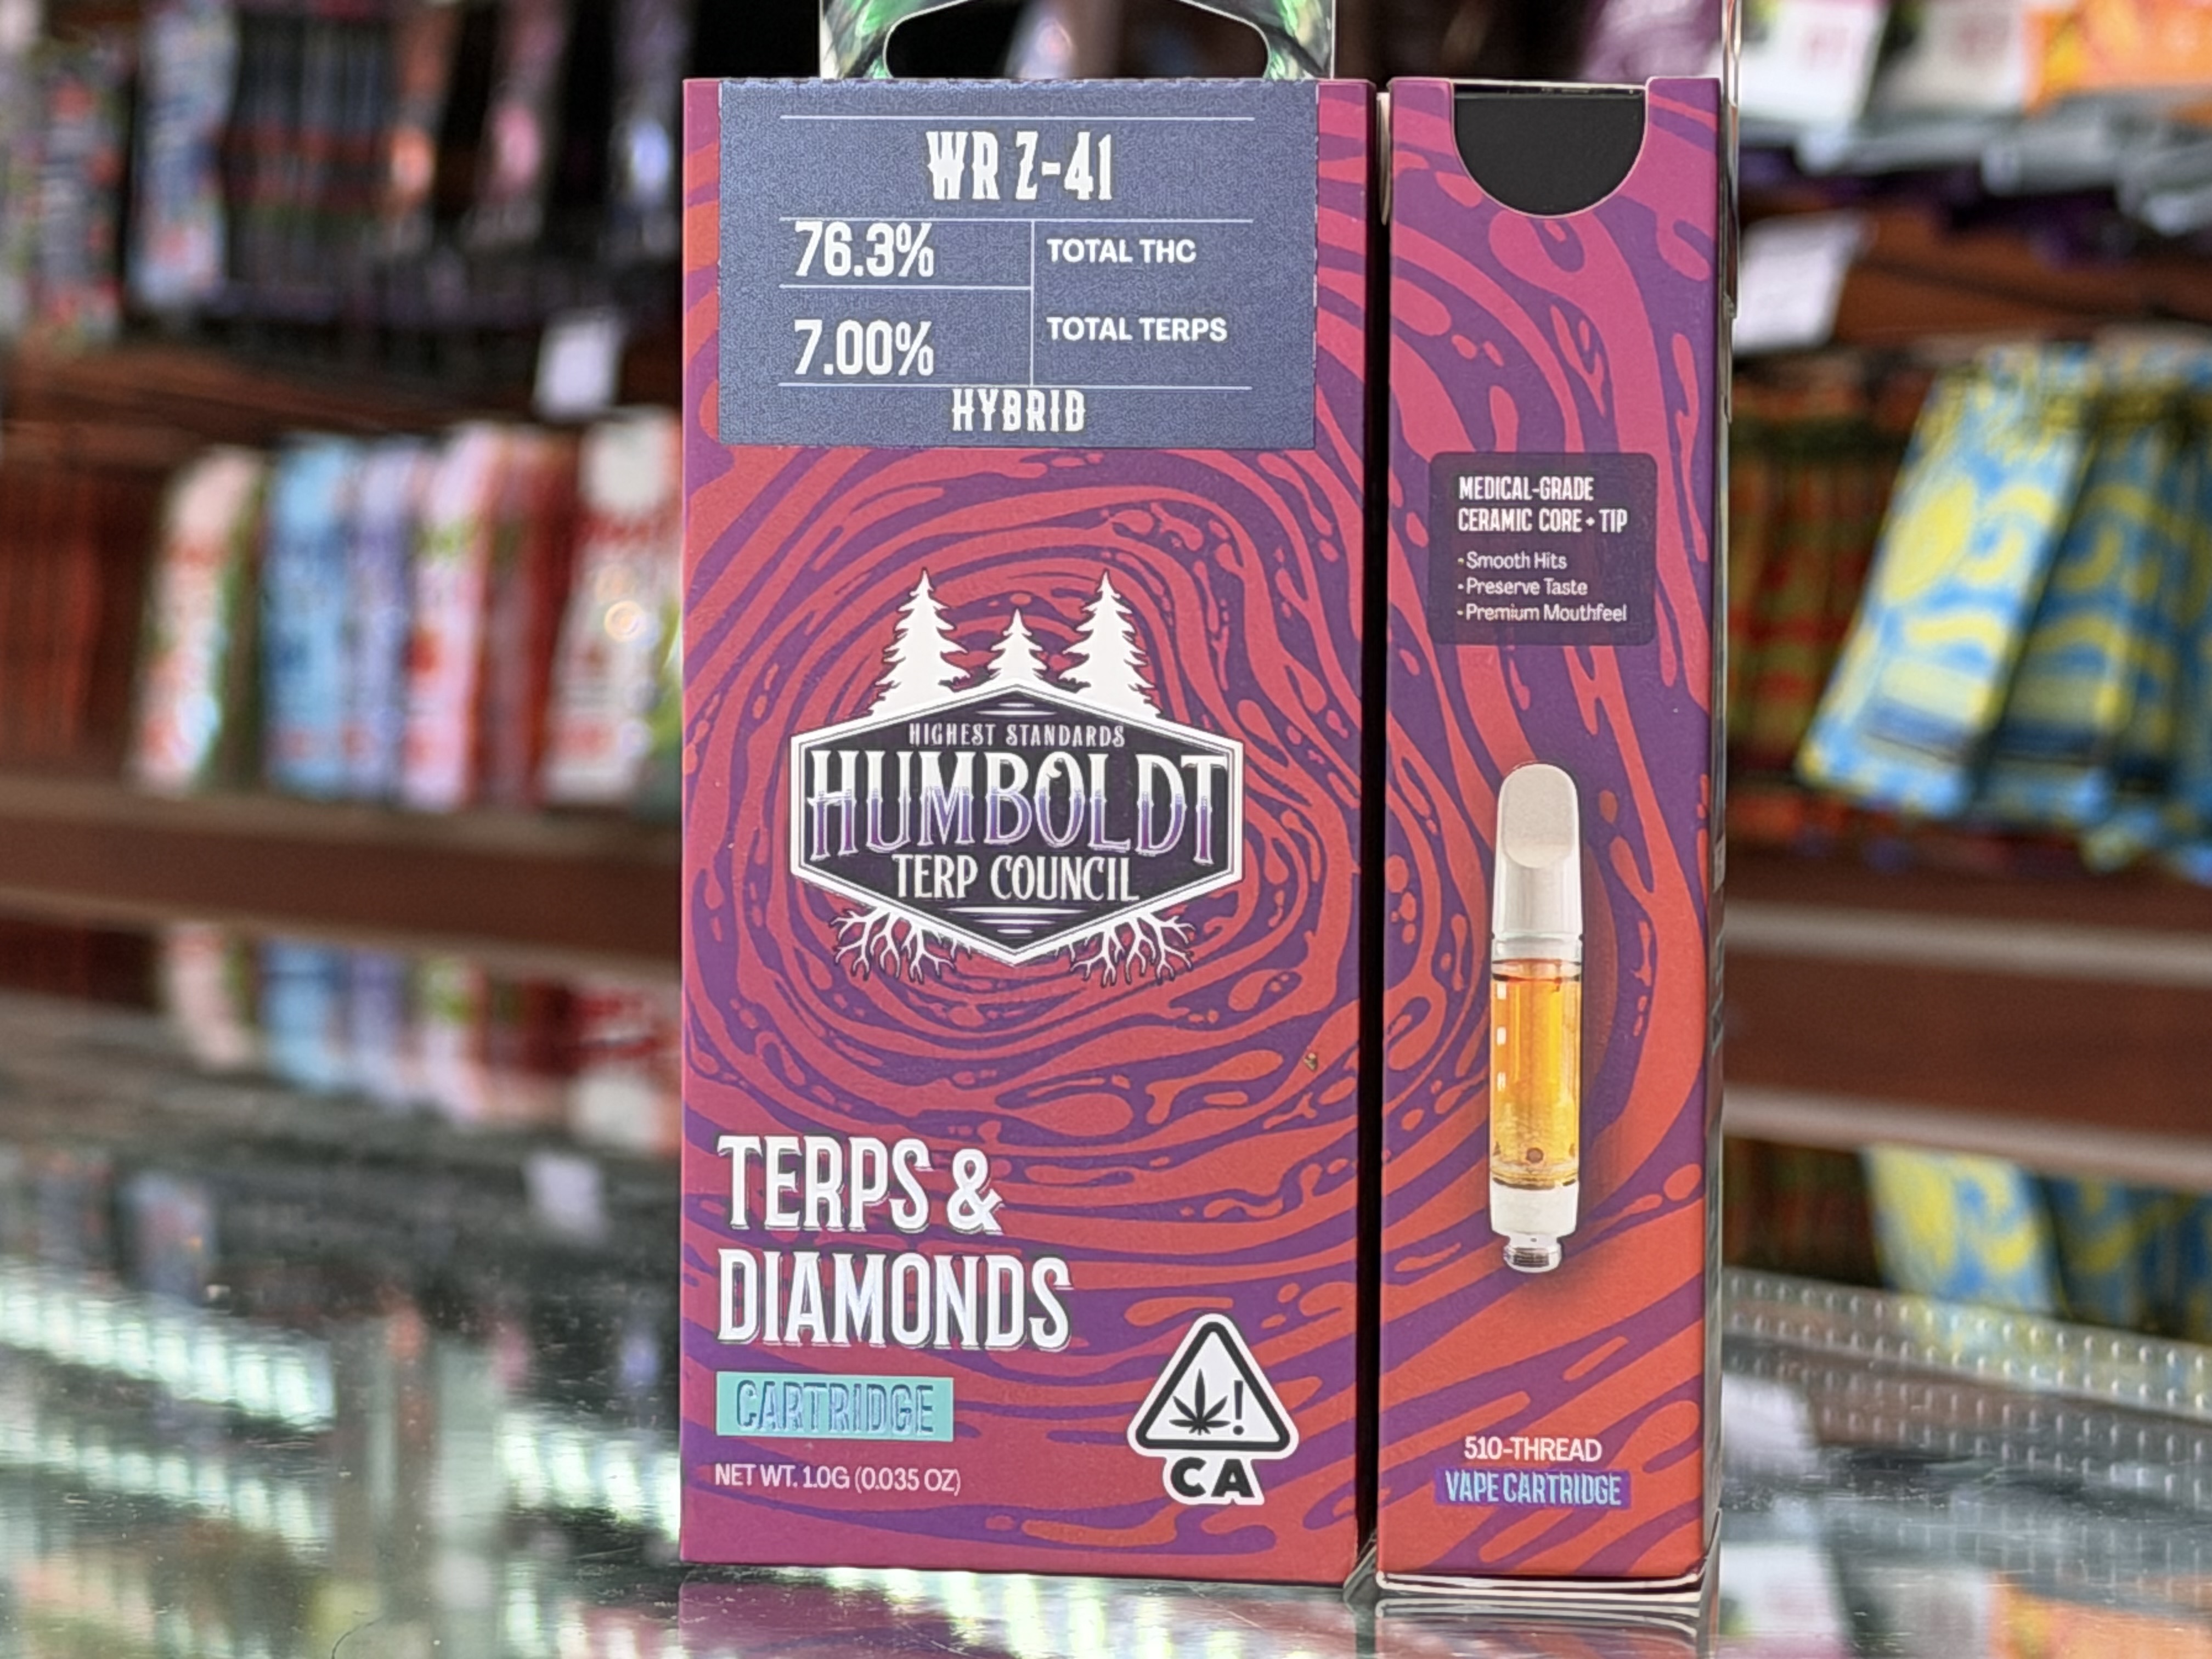 WR Z-41
76.3% TOTAL THC
7.00% TOTAL TERPS
HYBRID
HIGHEST STANDARDS
HUMBOLDT
TERP COUNCIL
TERPS &
DIAMONDS
CARTRIDGE
NET WT. 1.0G (0.035 OZ)
!
CA
MEDICAL-GRADE
CERAMIC CORE + TIP
• Smooth Hits
• Preserve Taste
• Premium Mouthfeel
510-THREAD
VAPE CARTRIDGE